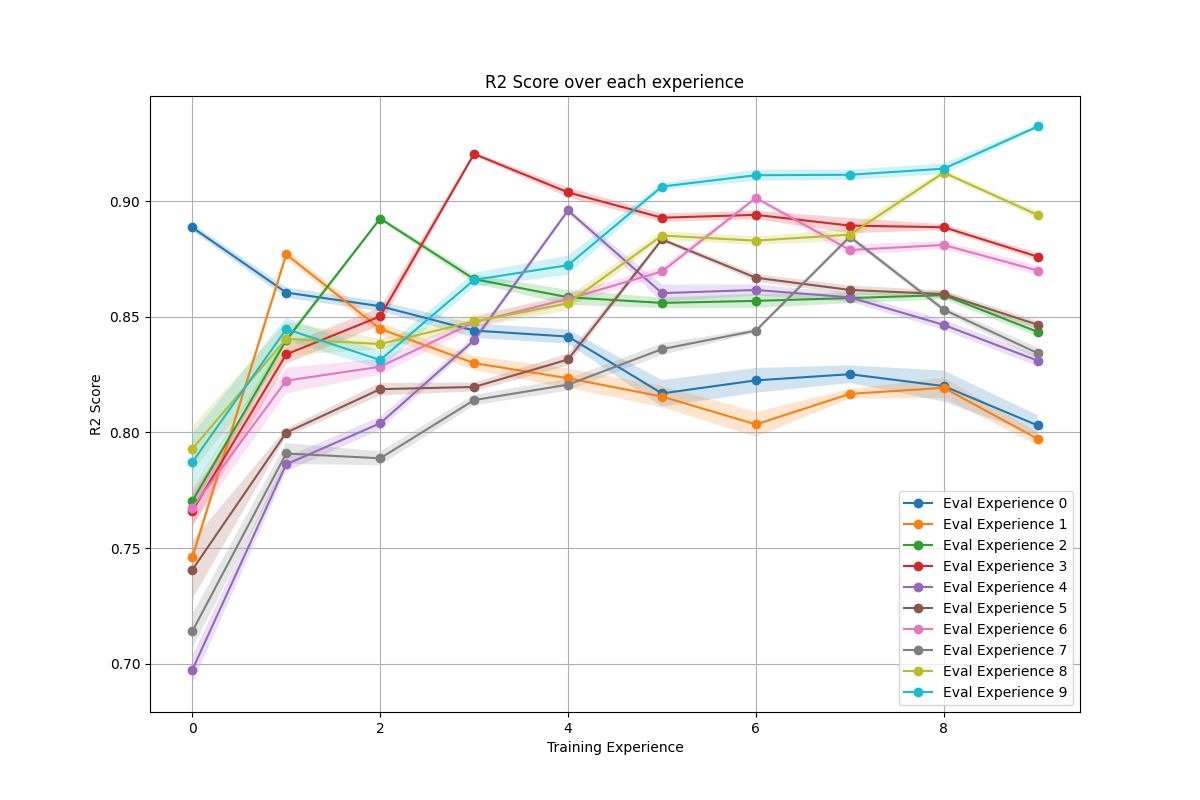 R2 Score over each experience
R2 Score
0.90
0.85
0.80
0.75
0.70
0 2 4 6 8
Training Experience
Eval Experience 0
Eval Experience 1
Eval Experience 2
Eval Experience 3
Eval Experience 4
Eval Experience 5
Eval Experience 6
Eval Experience 7
Eval Experience 8
Eval Experience 9